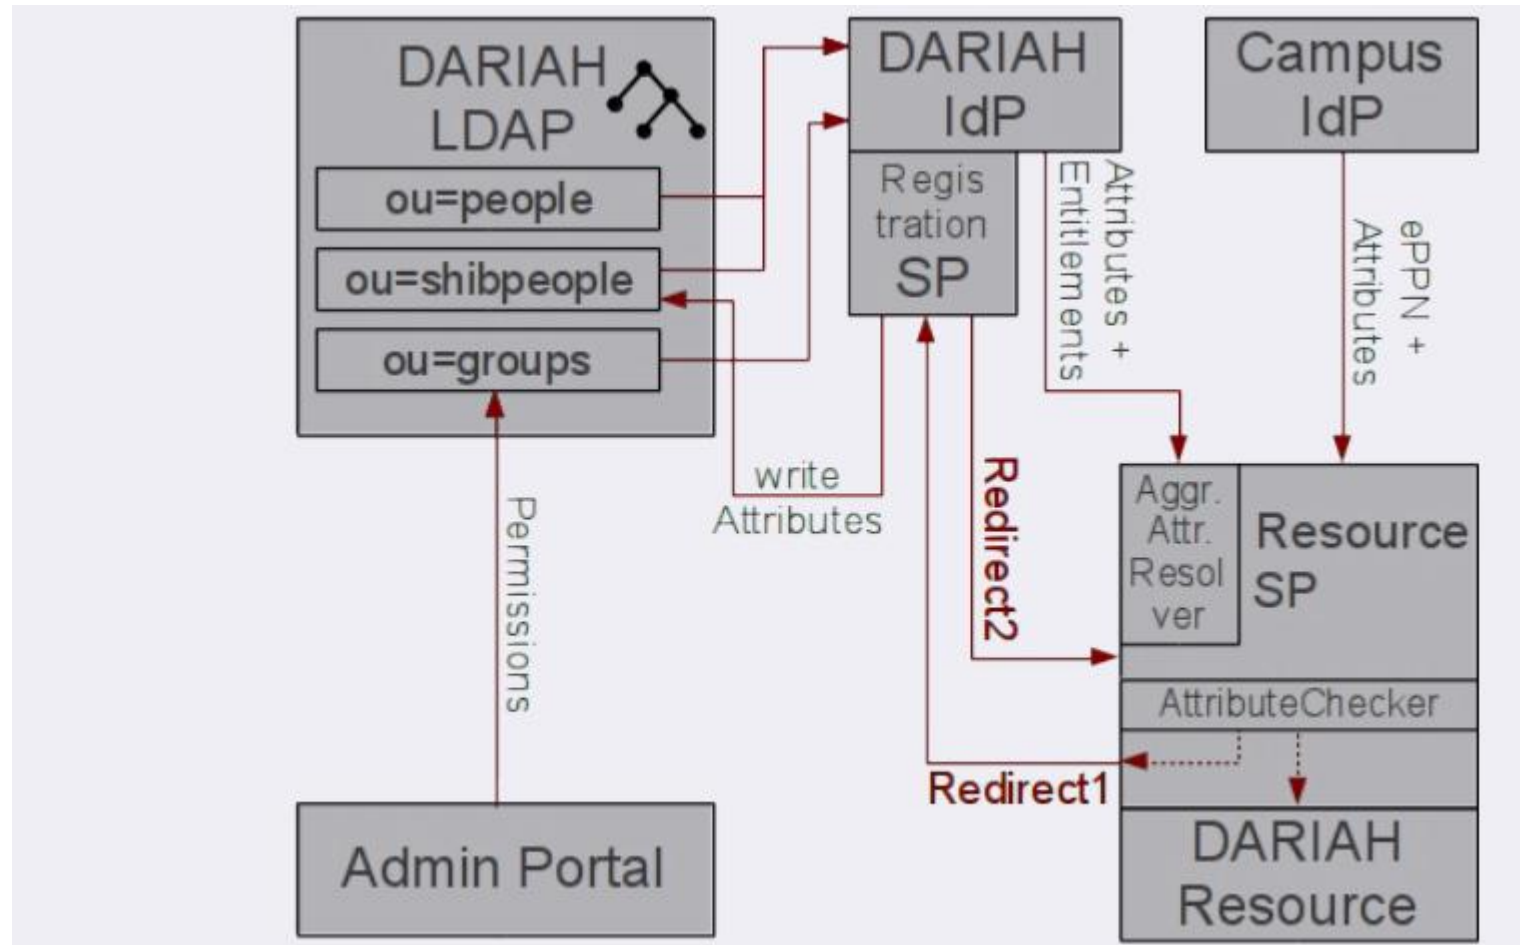 DARIAH
LDAP
ou=people
ou=shibpeople
ou=groups
DARIAH
IdP
Regis
tration
SP
Campus
IdP
Attributes +
Entitlements
ePPN +
Attributes
write
Attributes
Permissions
Redirect2
Redirect1
Aggr.
Attr.
Resol
ver
Resource
SP
AttributeChecker
Admin Portal
DARIAH
Resource